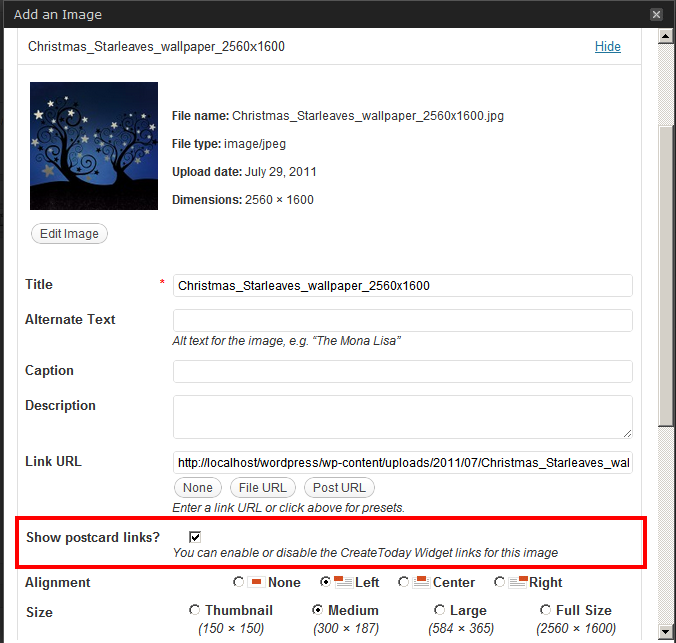 Add an Image
Christmas_Starleaves_wallpaper_2560x1600 Hide
File name: Christmas_Starleaves_wallpaper_2560x1600.jpg
File type: image/jpeg
Upload date: July 29, 2011
Dimensions: 2560 × 1600
Edit Image
Title * Christmas_Starleaves_wallpaper_2560x1600
Alternate Text
Alt text for the image, e.g. “The Mona Lisa”
Caption
Description
Link URL http://localhost/wordpress/wp-content/uploads/2011/07/Christmas_Starleaves_wal
None File URL Post URL
Enter a link URL or click above for presets.
Show postcard links?
You can enable or disable the CreateToday Widget links for this image
Alignment None Left Center Right
Size Thumbnail Medium Large Full Size
(150 × 150) (300 × 187) (584 × 365) (2560 × 1600)